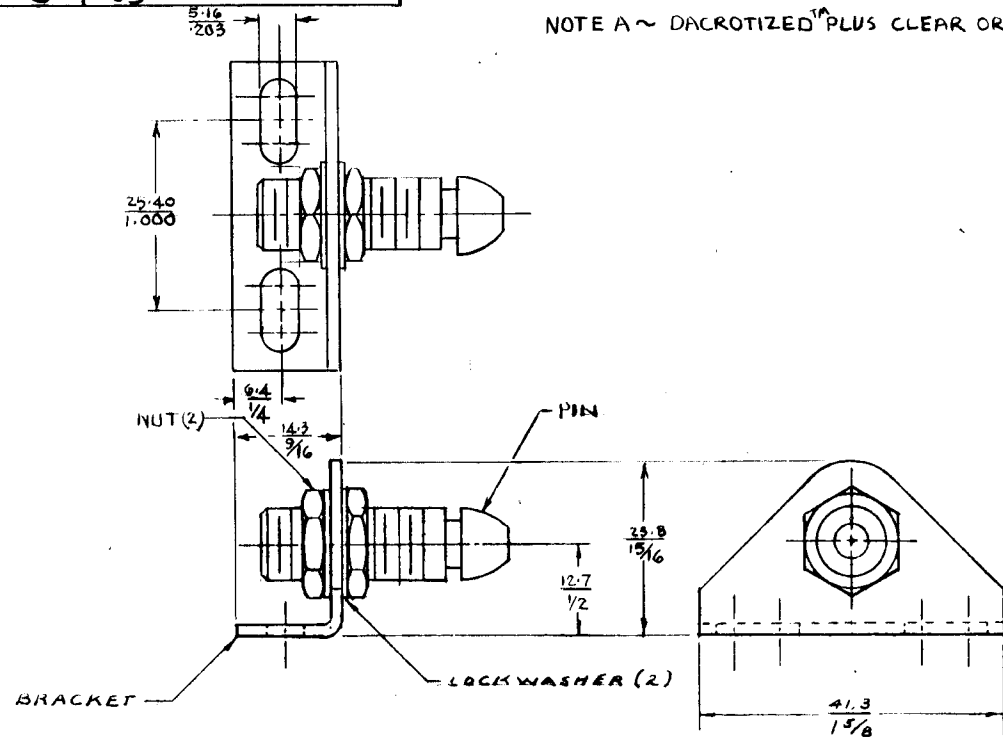 NOTE A ~ DACROTIZED™ PLUS CLEAR OR
5.16
.203
25.40
1.000
6.4
1/4
NUT(2)
14.3
9/16
PIN
23.8
15/16
12.7
1/2
LOCKWASHER (2)
BRACKET
41.3
1 5/8